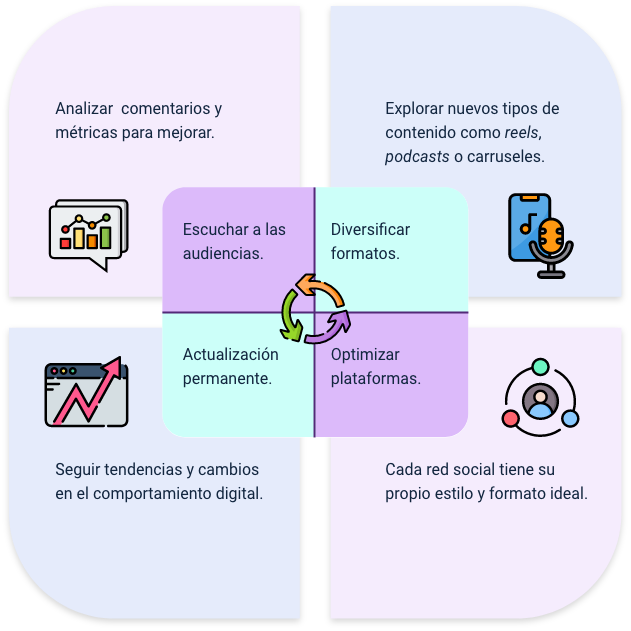 Analizar  comentarios y
métricas para mejorar.
Explorar nuevos tipos de
contenido como reels,
podcasts o carruseles.
Escuchar a las
audiencias.
Diversificar
formatos.
Actualización
permanente.
Optimizar
plataformas.
Seguir tendencias y cambios
en el comportamiento digital.
Cada red social tiene su
propio estilo y formato ideal.